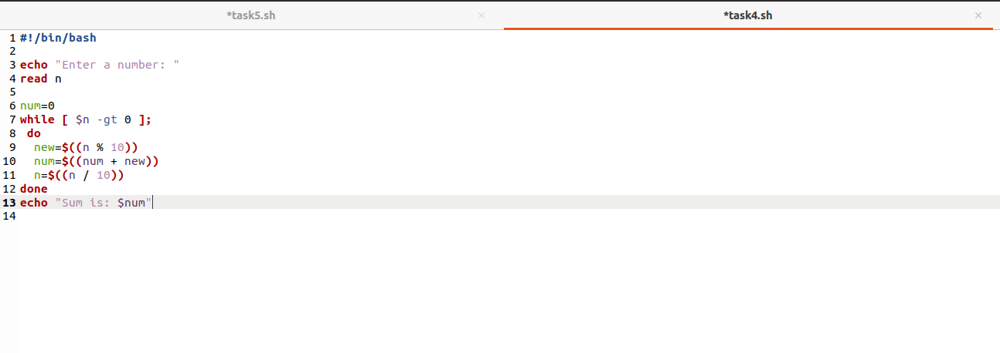 *task5.sh × *task4.sh ×
1 #!/bin/bash
2
3 echo "Enter a number: "
4 read n
5
6 num=0
7 while [ $n -gt 0 ];
8  do
9   new=$((n % 10))
10   num=$((num + new))
11   n=$((n / 10))
12 done
13 echo "Sum is: $num"
14